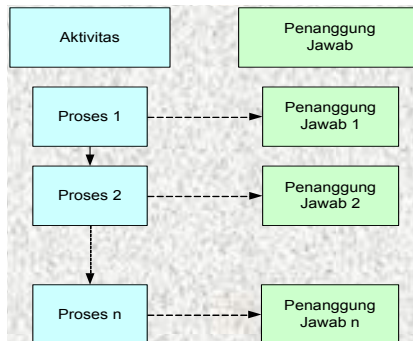 Aktivitas
Penanggung
Jawab
Proses 1
Penanggung
Jawab 1
Proses 2
Penanggung
Jawab 2
Proses n
Penanggung
Jawab n